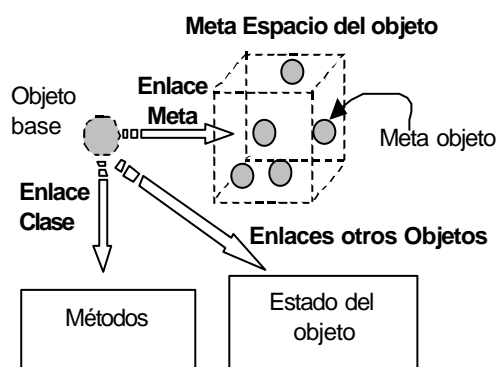 Meta Espacio del objeto
Enlace
Meta
Objeto
base
Meta objeto
Enlace
Clase
Enlaces otros Objetos
Métodos
Estado del
objeto